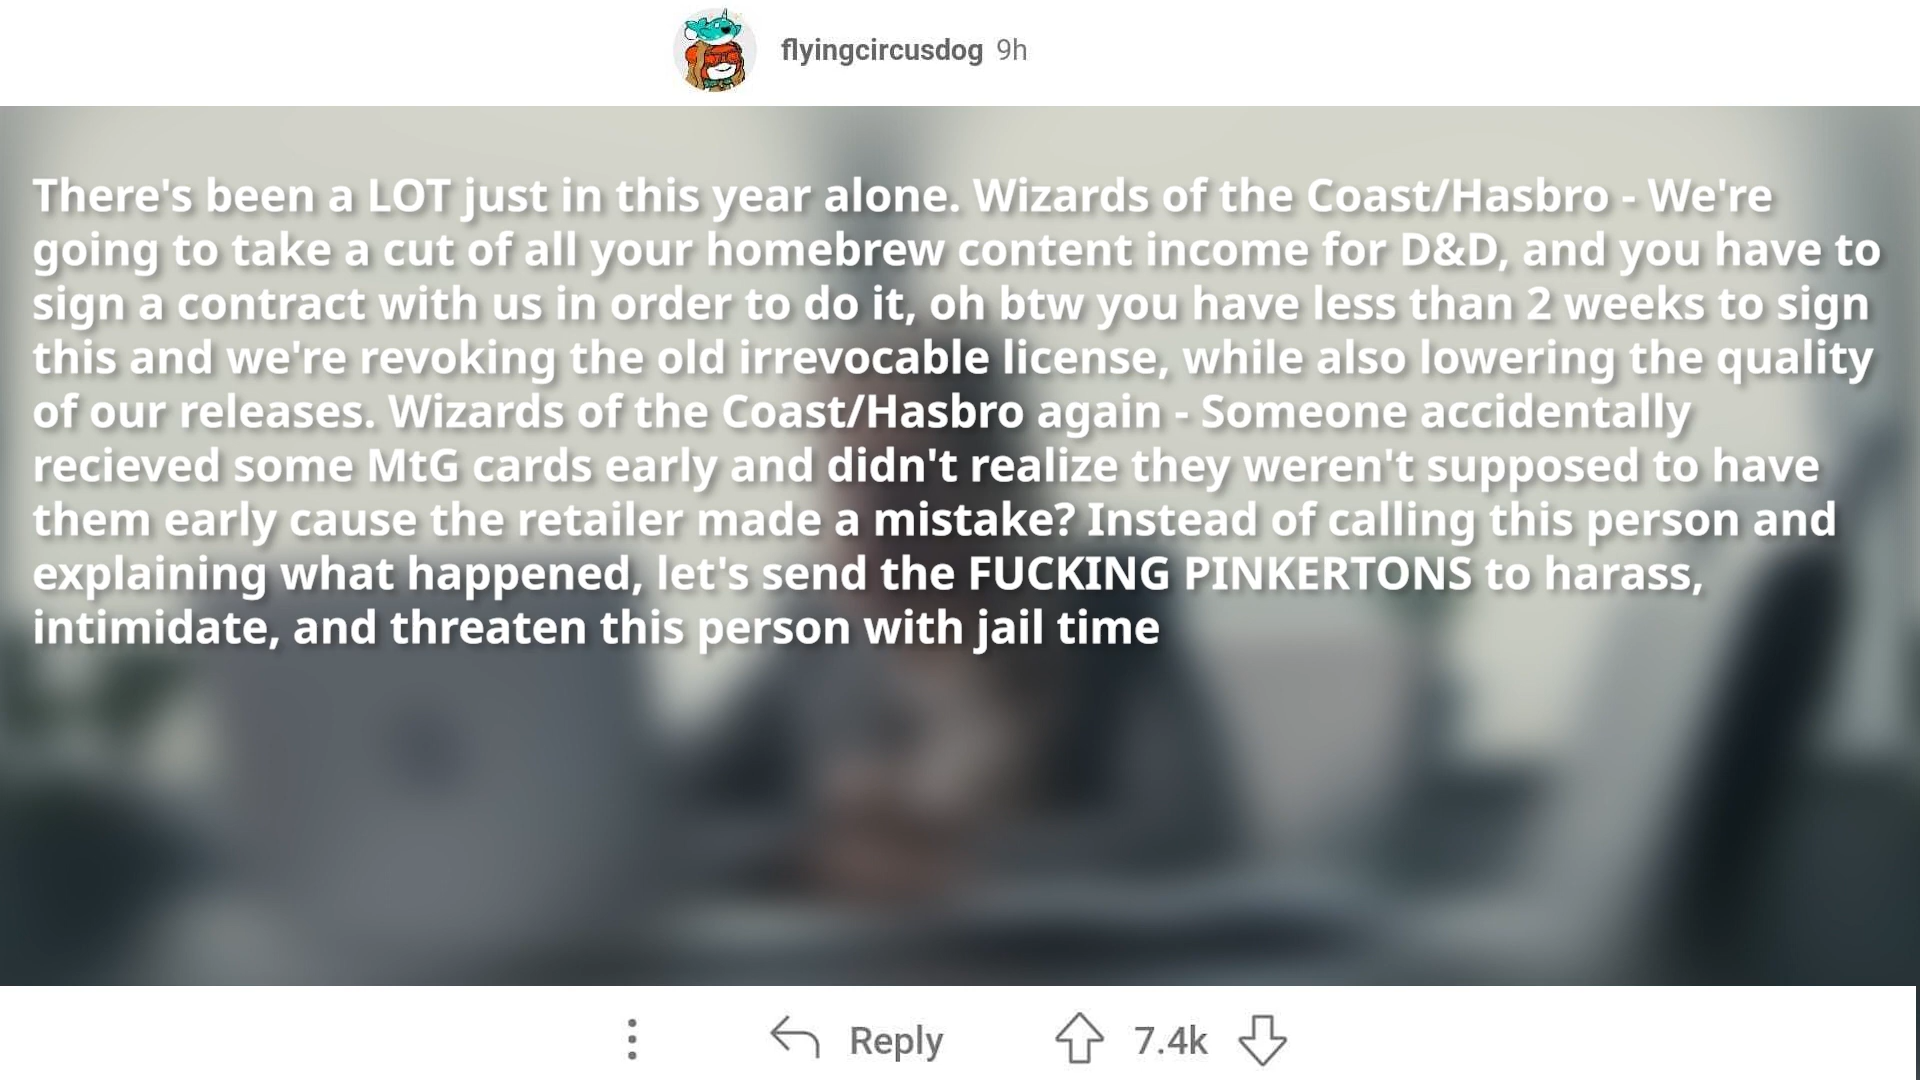 flyingcircusdog 9h
There's been a LOT just in this year alone. Wizards of the Coast/Hasbro - We're
going to take a cut of all your homebrew content income for D&D, and you have to
sign a contract with us in order to do it, oh btw you have less than 2 weeks to sign
this and we're revoking the old irrevocable license, while also lowering the quality
of our releases. Wizards of the Coast/Hasbro again - Someone accidentally
recieved some MtG cards early and didn't realize they weren't supposed to have
them early cause the retailer made a mistake? Instead of calling this person and
explaining what happened, let's send the FUCKING PINKERTONS to harass,
intimidate, and threaten this person with jail time
Reply 7.4k